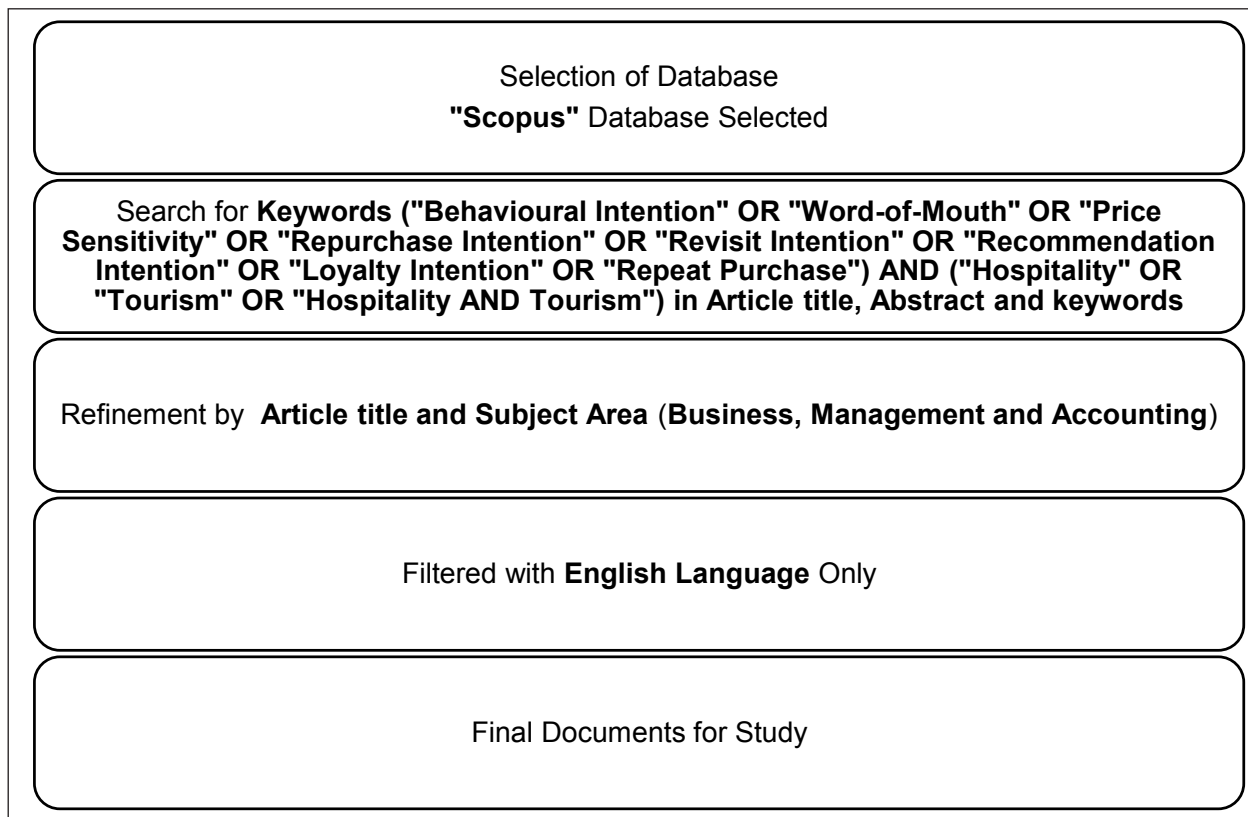 Selection of Database
"Scopus" Database Selected
Search for Keywords ("Behavioural Intention" OR "Word-of-Mouth" OR "Price
Sensitivity" OR "Repurchase Intention" OR "Revisit Intention" OR "Recommendation
Intention" OR "Loyalty Intention" OR "Repeat Purchase") AND ("Hospitality" OR
"Tourism" OR "Hospitality AND Tourism") in Article title, Abstract and keywords
Refinement by Article title and Subject Area (Business, Management and Accounting)
Filtered with English Language Only
Final Documents for Study